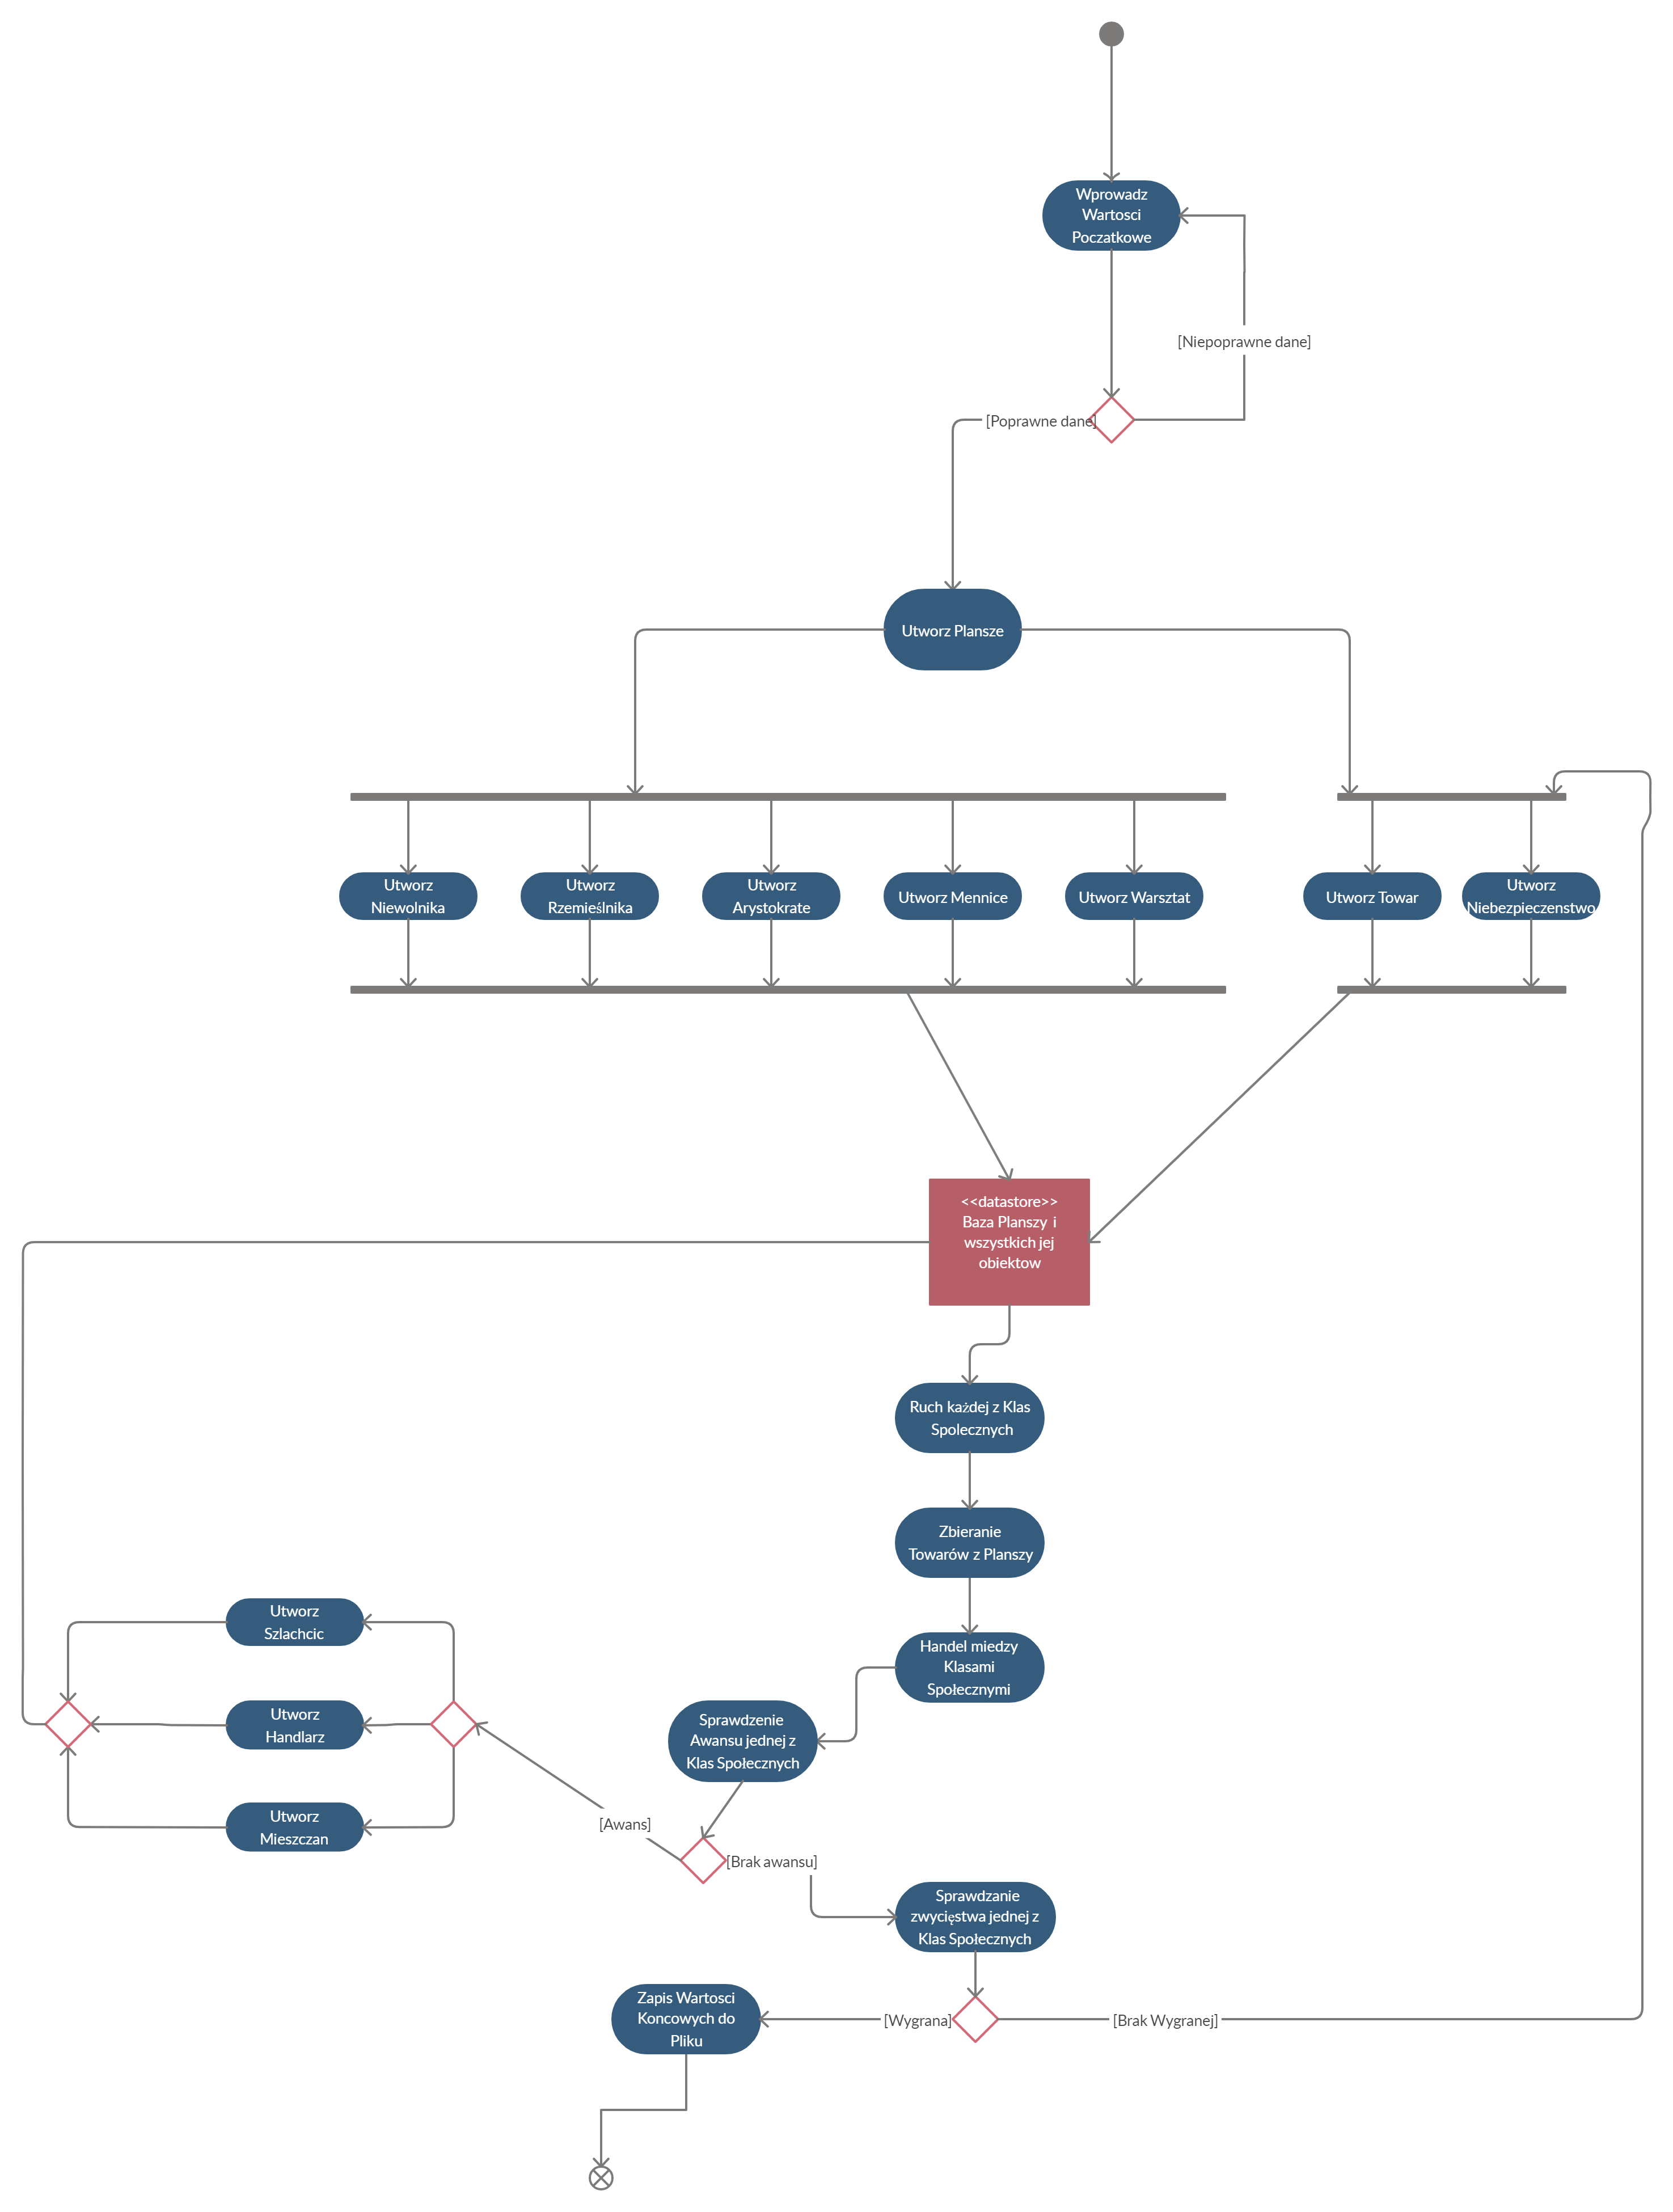 Wprowadz
Wartosci
Poczatkowe
[Niepoprawne dane]
[Poprawne dane]
Utworz Plansze
Utworz
Niewolnika
Utworz
Rzemieślnika
Utworz
Arystokrate
Utworz Mennice
Utworz Warsztat
Utworz Towar
Utworz
Niebezpieczenstwo
<<datastore>>
Baza Planszy i
wszystkich jej
obiektow
Ruch każdej z Klas
Spolecznych
Zbieranie
Towarów z Planszy
Handel miedzy
Klasami
Społecznymi
Utworz
Szlachcic
Utworz
Handlarz
Utworz
Mieszczan
Sprawdzenie
Awansu jednej z
Klas Społecznych
[Awans]
[Brak awansu]
Sprawdzanie
zwycięstwa jednej z
Klas Społecznych
Zapis Wartosci
Koncowych do
Pliku
[Wygrana]
[Brak Wygranej]